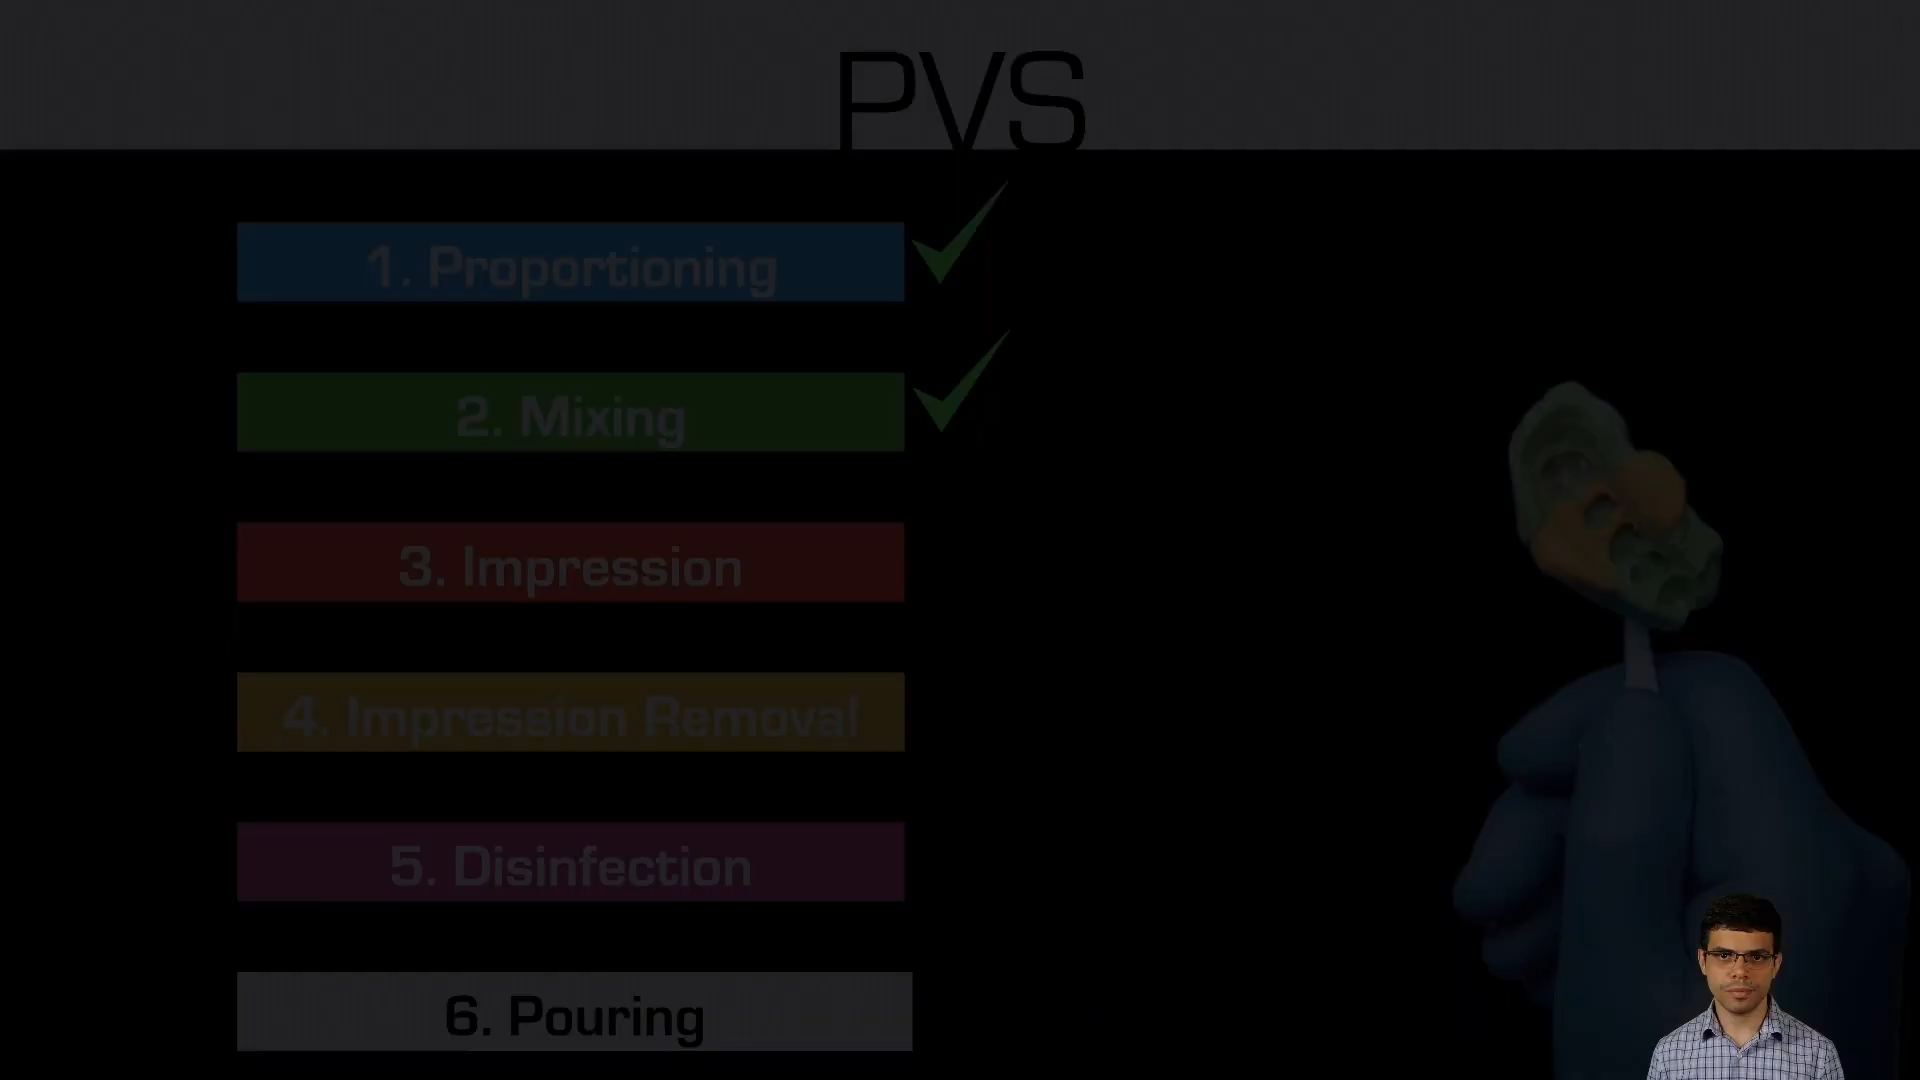 PVS
1. Proportioning
2. Mixing
3. Impression
4. Impression Removal
5. Disinfection
6. Pouring